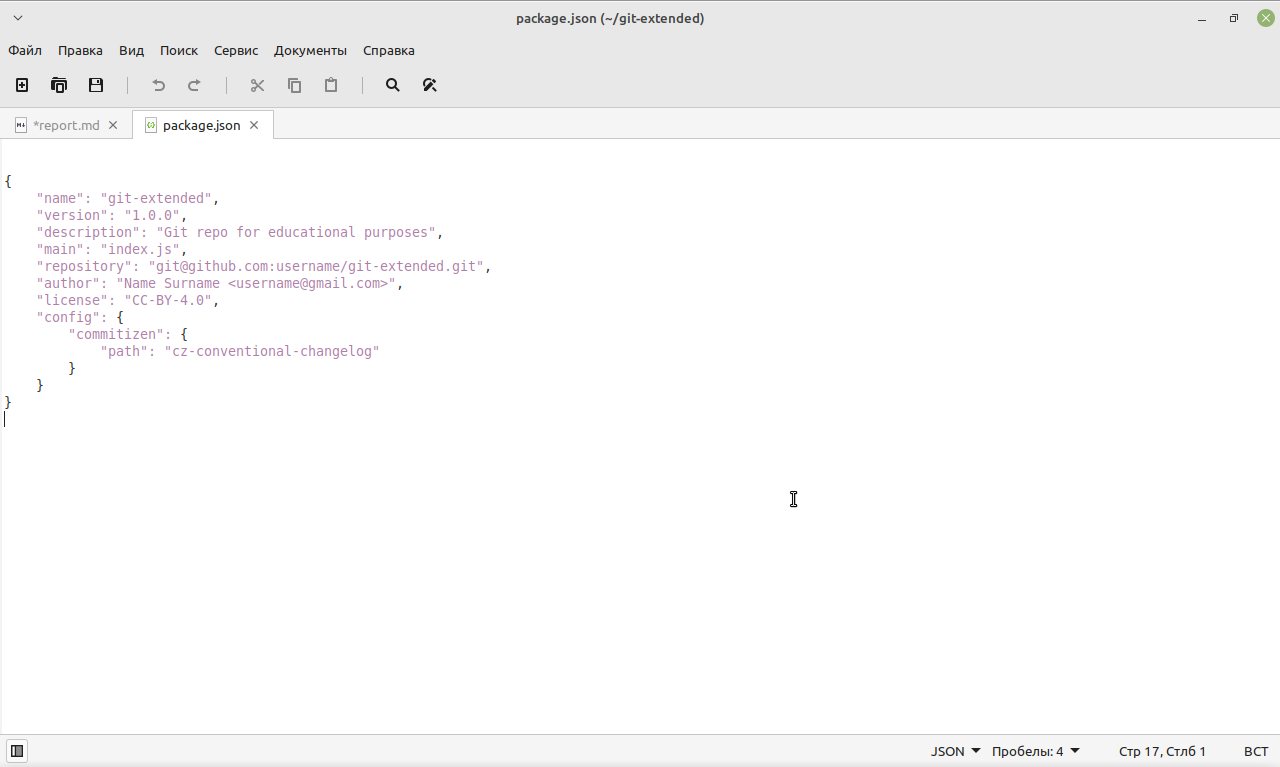 package.json (~/git-extended)
Файл Правка Вид Поиск Сервис Документы Справка
*report.md package.json
{
    "name": "git-extended",
    "version": "1.0.0",
    "description": "Git repo for educational purposes",
    "main": "index.js",
    "repository": "git@github.com:username/git-extended.git",
    "author": "Name Surname <username@gmail.com>",
    "license": "CC-BY-4.0",
    "config": {
        "commitizen": {
            "path": "cz-conventional-changelog"
        }
    }
}
JSON Пробелы: 4 Стр 17, Стлб 1 ВСТ